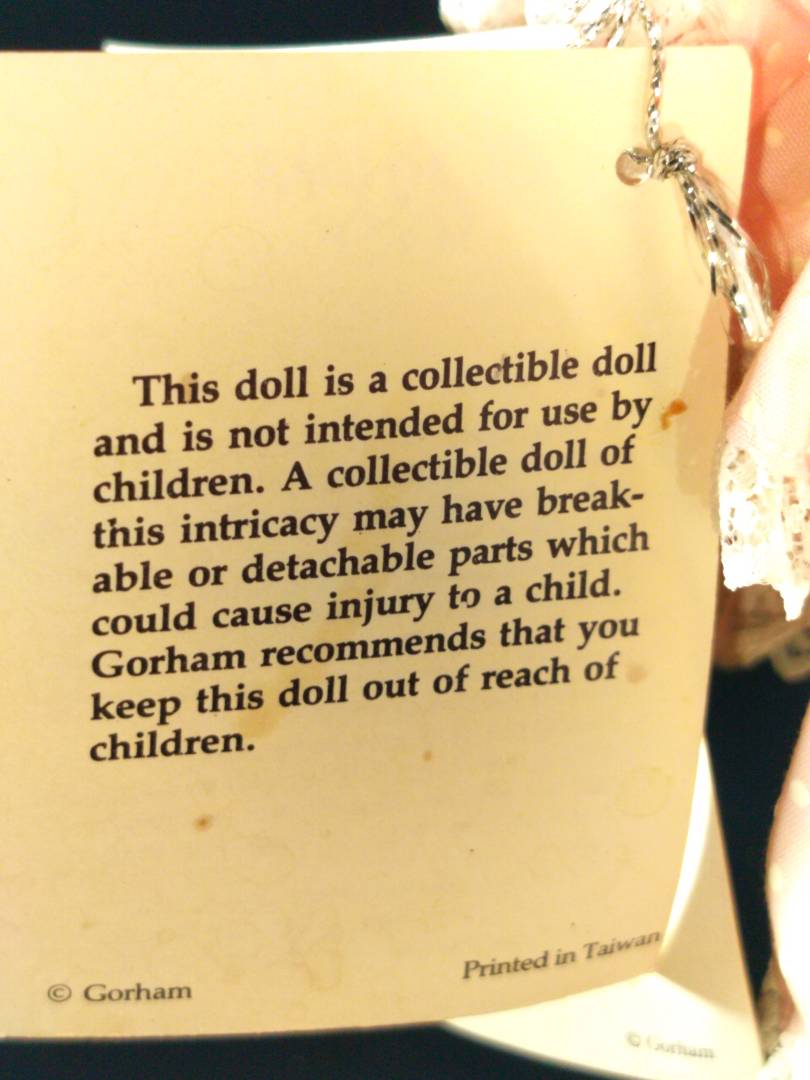 This doll is a collectible doll
and is not intended for use by
children. A collectible doll of
this intricacy may have break-
able or detachable parts which
could cause injury to a child.
Gorham recommends that you
keep this doll out of reach of
children.
© Gorham
Printed in Taiwan
© Gorham